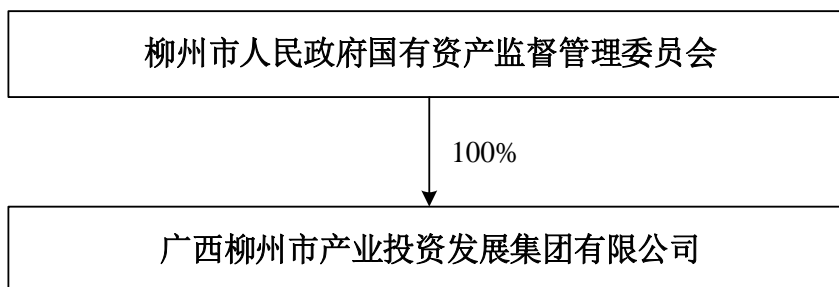 柳州市人民政府国有资产监督管理委员会
100%
广西柳州市产业投资发展集团有限公司